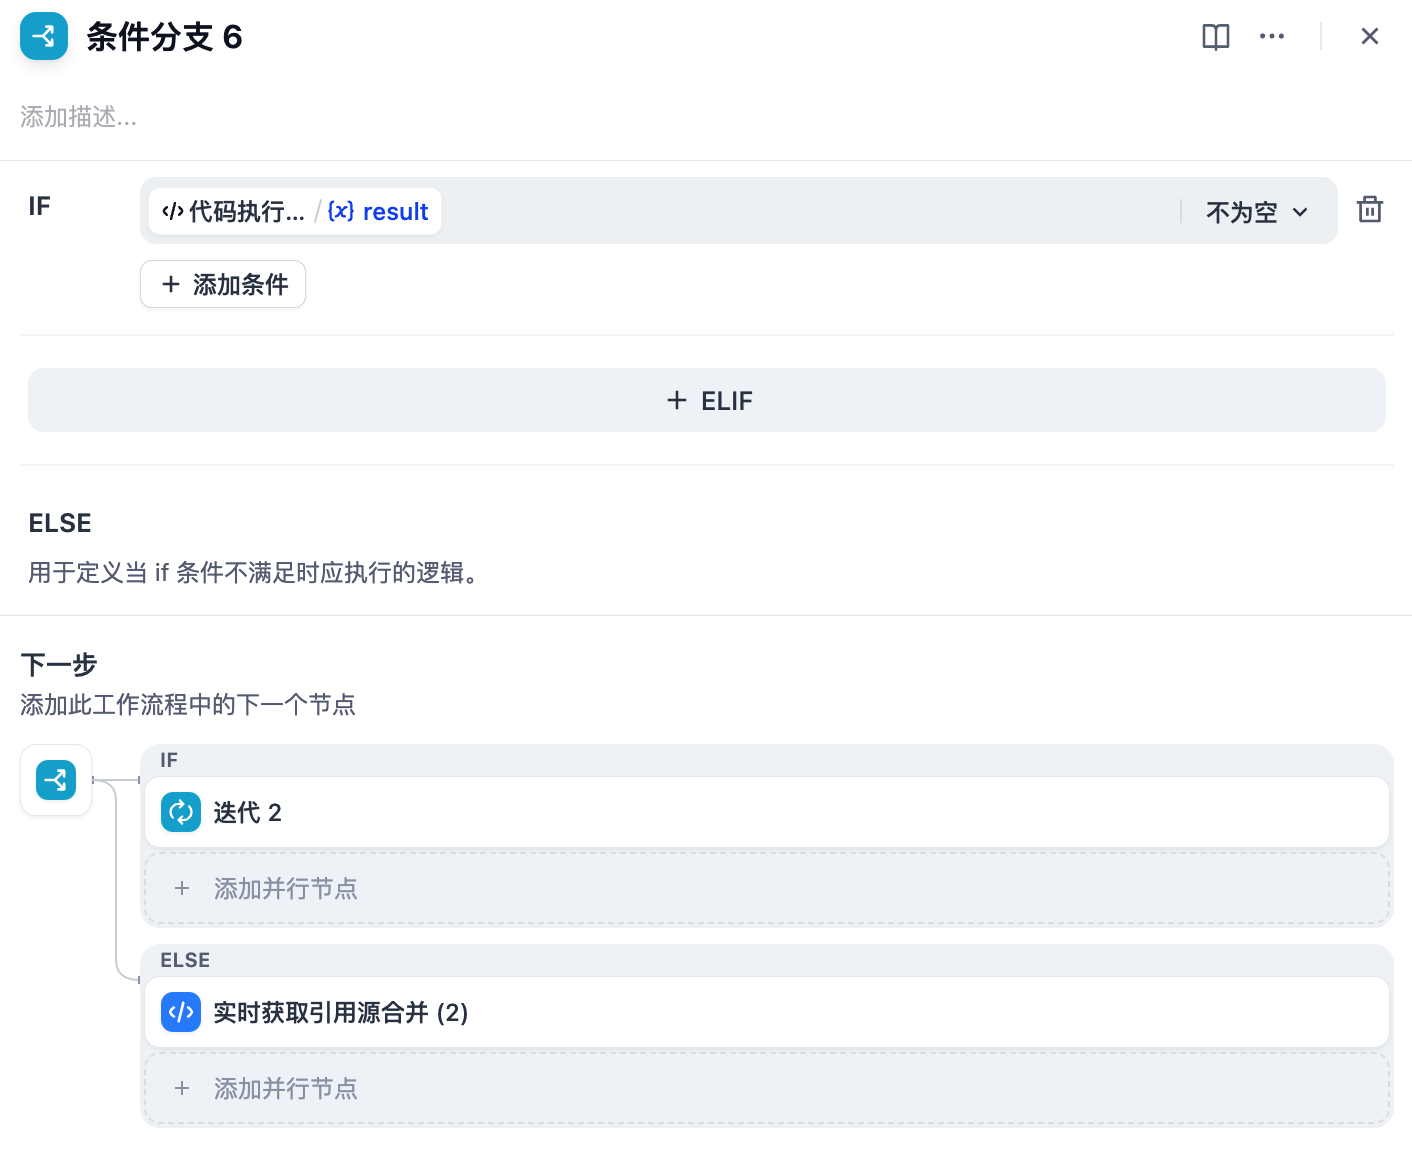 条件分支 6
添加描述...
IF
代码执行... / {x} result
不为空
+ 添加条件
+ ELIF
ELSE
用于定义当 if 条件不满足时应执行的逻辑。
下一步
添加此工作流程中的下一个节点
IF
迭代 2
+ 添加并行节点
ELSE
实时获取引用源合并 (2)
+ 添加并行节点